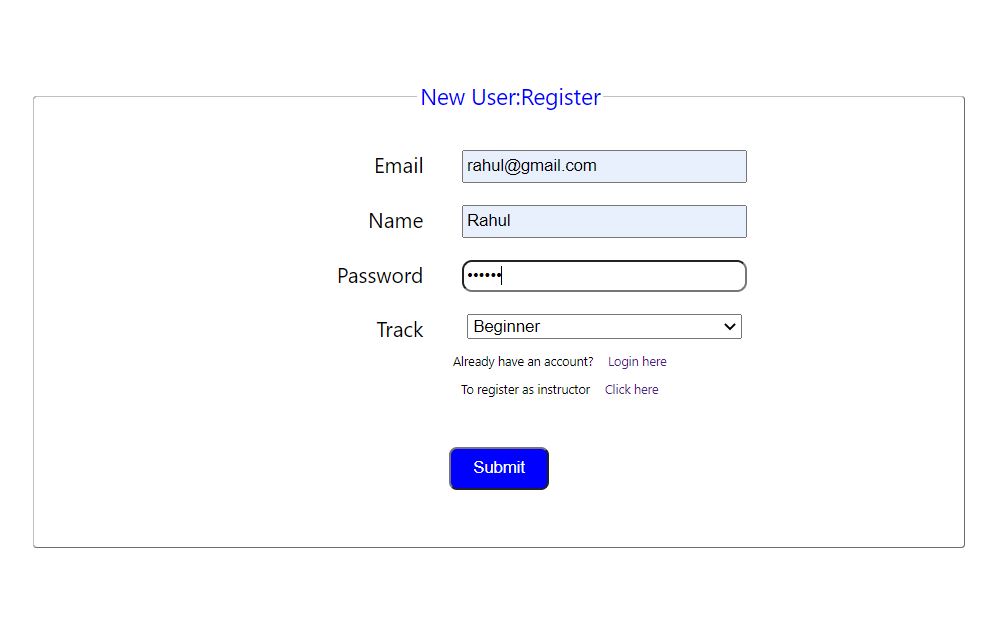 New User:Register
Email rahul@gmail.com
Name Rahul
Password ••••••
Track Beginner
Already have an account? Login here
To register as instructor Click here
Submit